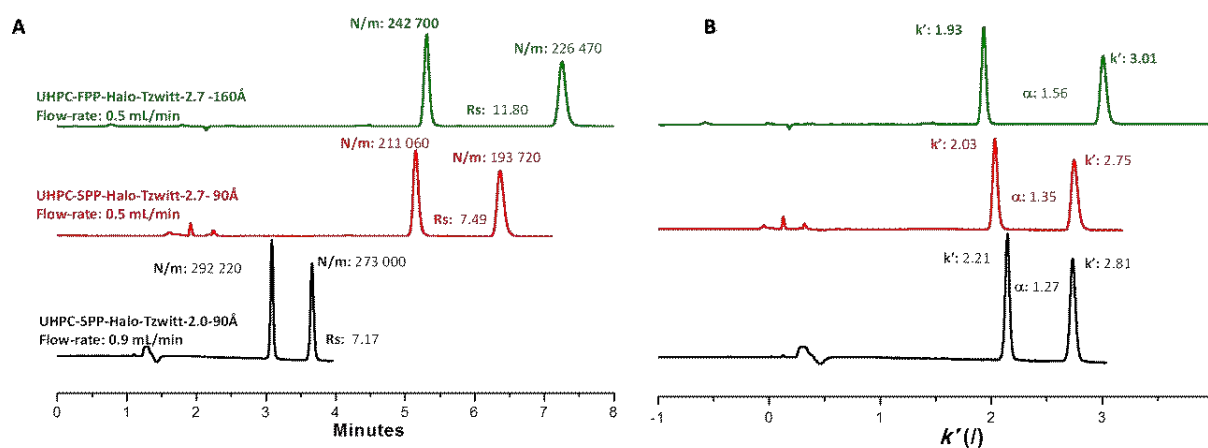 A
N/m: 242 700
N/m: 226 470
UHPC-FPP-Halo-Tzwitt-2.7 -160Å
Flow-rate: 0.5 mL/min
Rs: 11.80
N/m: 211 060
N/m: 193 720
UHPC-SPP-Halo-Tzwitt-2.7- 90Å
Flow-rate: 0.5 mL/min
Rs: 7.49
N/m: 292 220
N/m: 273 000
UHPC-SPP-Halo-Tzwitt-2.0-90Å
Flow-rate: 0.9 mL/min
Rs: 7.17
0 1 2 3 4 5 6 7 8
Minutes
B
k': 1.93
k': 3.01
α: 1.56
k': 2.03
k': 2.75
α: 1.35
k': 2.21
k': 2.81
α: 1.27
-1 0 1 2 3
k'(/)